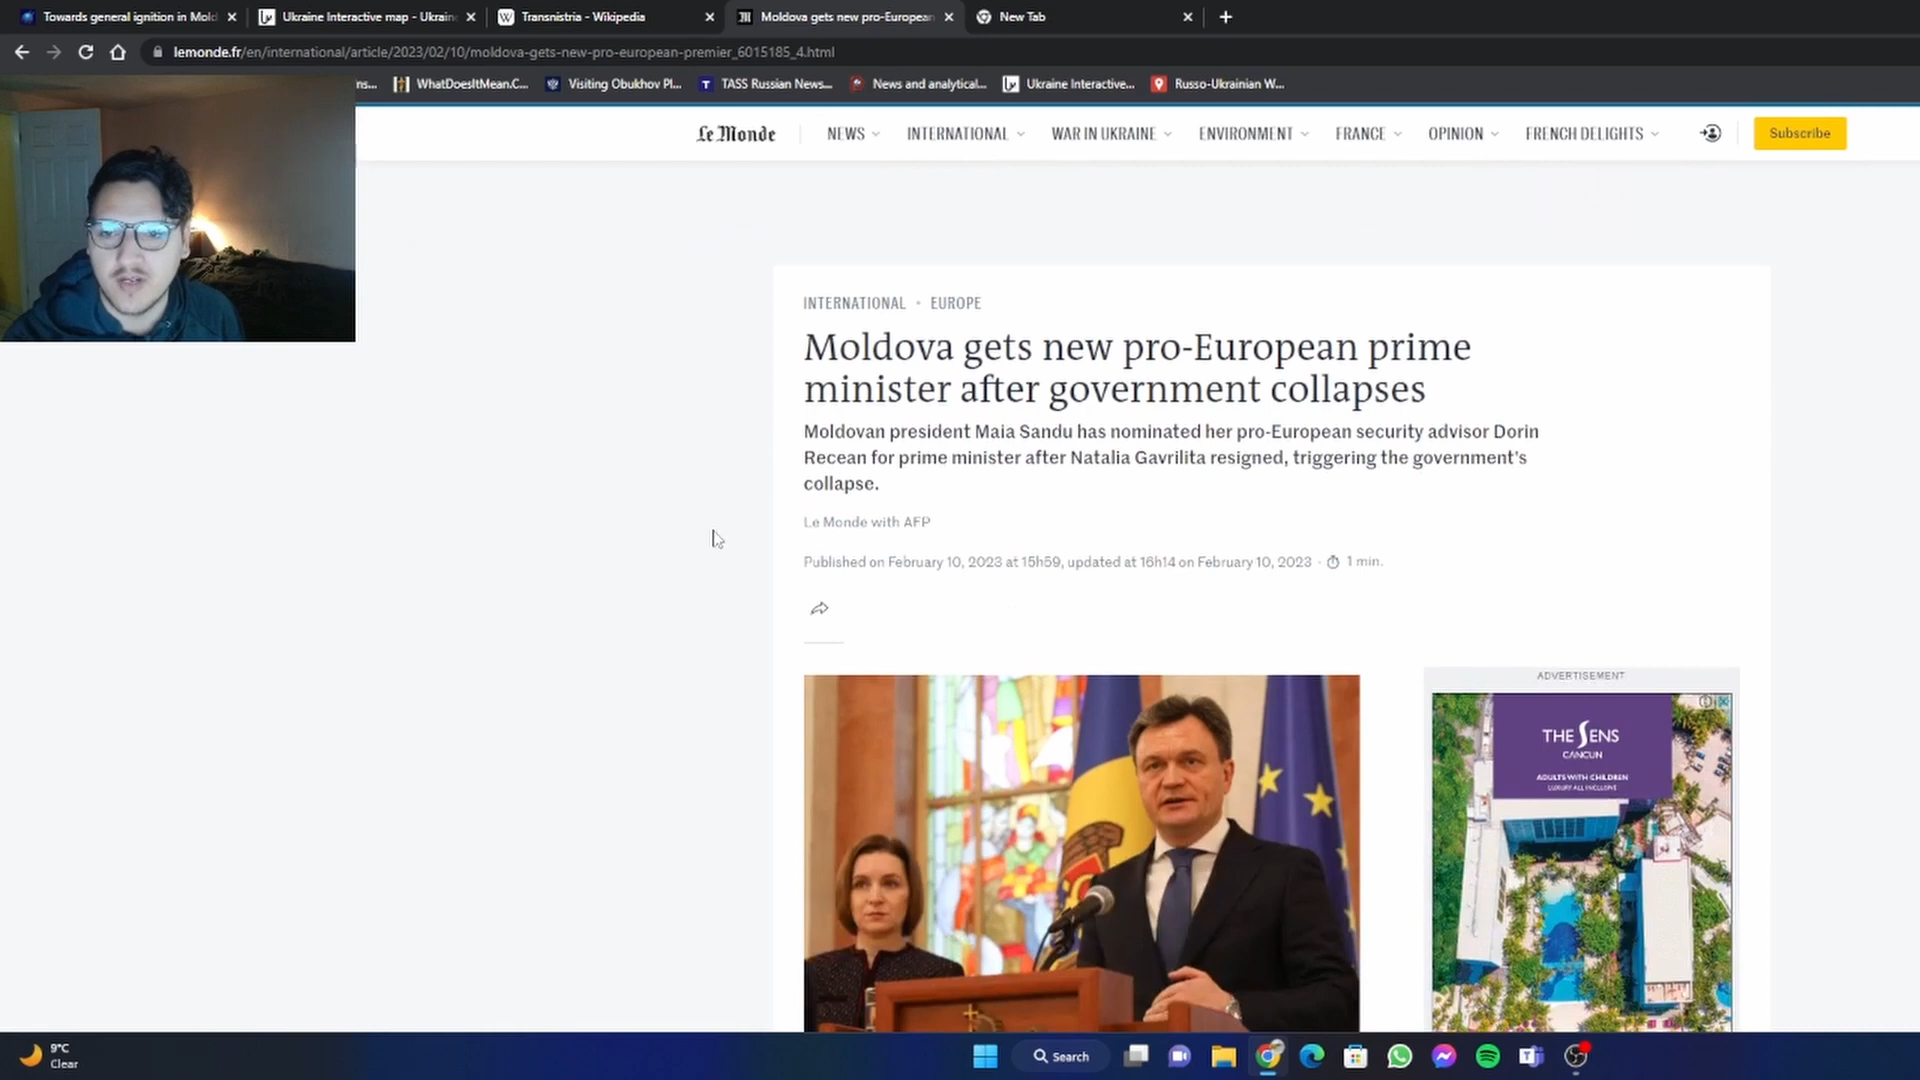 Towards general ignition in Mold
Ukraine Interactive map - Ukrain
Transnistria - Wikipedia
Moldova gets new pro-European
New Tab
lemonde.fr/en/international/article/2023/02/10/moldova-gets-new-pro-european-premier_6015185_4.html
ns...
WhatDoesItMean.C...
Visiting Obukhov Pl...
TASS Russian News...
News and analytical...
Ukraine Interactive...
Russo-Ukrainian W...
Le Monde
NEWS
INTERNATIONAL
WAR IN UKRAINE
ENVIRONMENT
FRANCE
OPINION
FRENCH DELIGHTS
Subscribe
INTERNATIONAL • EUROPE
Moldova gets new pro-European prime
minister after government collapses
Moldovan president Maia Sandu has nominated her pro-European security advisor Dorin
Recean for prime minister after Natalia Gavrilita resigned, triggering the government's
collapse.
Le Monde with AFP
Published on February 10, 2023 at 15h59, updated at 16h14 on February 10, 2023 · 1 min.
ADVERTISEMENT
THE SENS
CANCUN
ADULTS WITH CHILDREN
LUXURY ALL INCLUSIVE
9°C
Clear
Search